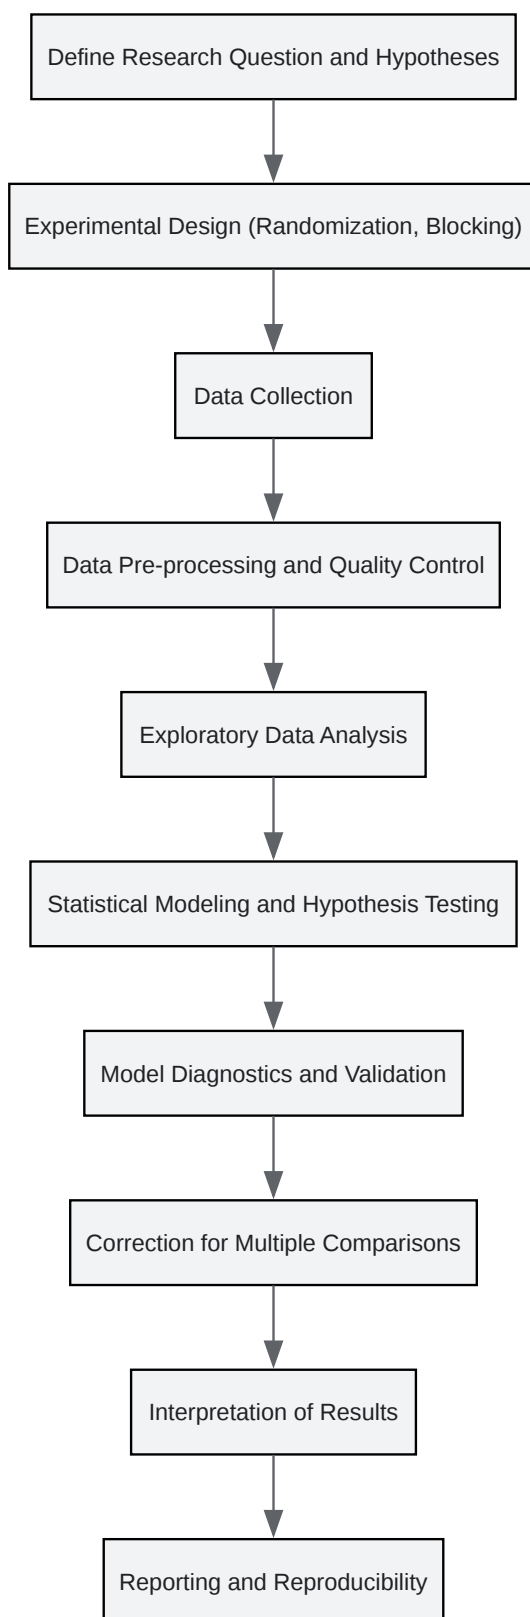 Define Research Question and Hypotheses
Experimental Design (Randomization, Blocking)
Data Collection
Data Pre-processing and Quality Control
Exploratory Data Analysis
Statistical Modeling and Hypothesis Testing
Model Diagnostics and Validation
Correction for Multiple Comparisons
Interpretation of Results
Reporting and Reproducibility